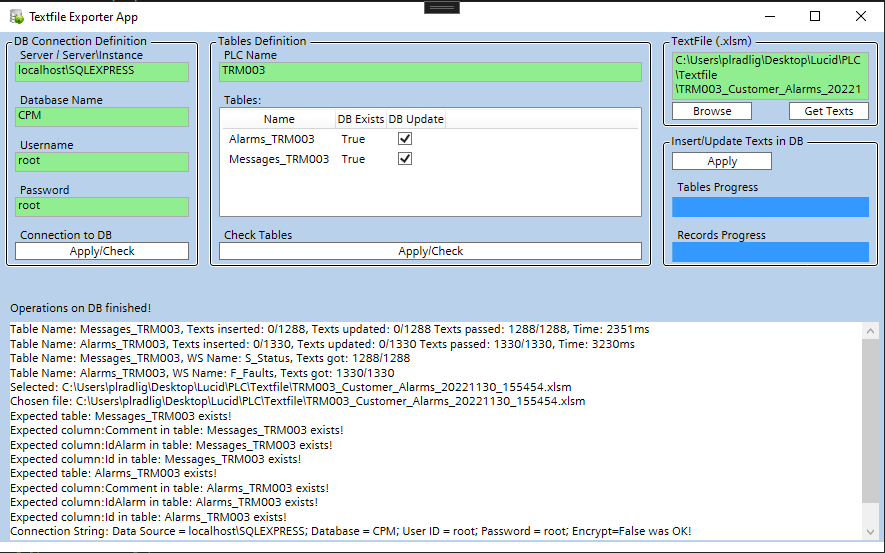 Textfile Exporter App
DB Connection Definition
Server / Server\Instance
localhost\SQLEXPRESS
Database Name
CPM
Username
root
Password
root
Connection to DB
Apply/Check
Tables Definition
PLC Name
TRM003
Tables:
Name DB Exists DB Update
Alarms_TRM003 True
Messages_TRM003 True
Check Tables
Apply/Check
TextFile (.xlsm)
C:\Users\plradlig\Desktop\Lucid\PLC
\Textfile
\TRM003_Customer_Alarms_20221
Browse Get Texts
Insert/Update Texts in DB
Apply
Tables Progress
Records Progress
Operations on DB finished!
Table Name: Messages_TRM003, Texts inserted: 0/1288, Texts updated: 0/1288 Texts passed: 1288/1288, Time: 2351ms
Table Name: Alarms_TRM003, Texts inserted: 0/1330, Texts updated: 0/1330 Texts passed: 1330/1330, Time: 3230ms
Table Name: Messages_TRM003, WS Name: S_Status, Texts got: 1288/1288
Table Name: Alarms_TRM003, WS Name: F_Faults, Texts got: 1330/1330
Selected: C:\Users\plradlig\Desktop\Lucid\PLC\Textfile\TRM003_Customer_Alarms_20221130_155454.xlsm
Chosen file: C:\Users\plradlig\Desktop\Lucid\PLC\Textfile\TRM003_Customer_Alarms_20221130_155454.xlsm
Expected table: Messages_TRM003 exists!
Expected column:Comment in table: Messages_TRM003 exists!
Expected column:IdAlarm in table: Messages_TRM003 exists!
Expected column:Id in table: Messages_TRM003 exists!
Expected table: Alarms_TRM003 exists!
Expected column:Comment in table: Alarms_TRM003 exists!
Expected column:IdAlarm in table: Alarms_TRM003 exists!
Expected column:Id in table: Alarms_TRM003 exists!
Connection String: Data Source = localhost\SQLEXPRESS; Database = CPM; User ID = root; Password = root; Encrypt=False was OK!